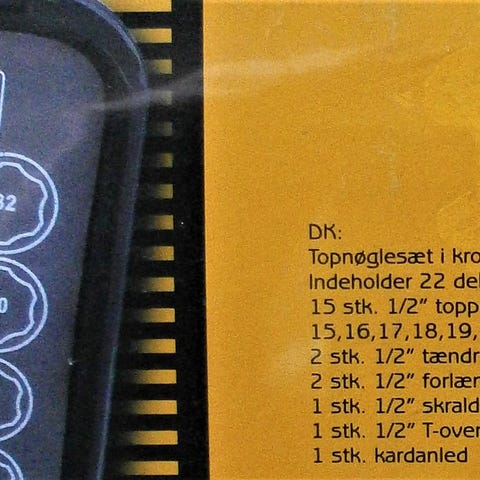 DK:
Topnøglesæt i kro
Indeholder 22 del
15 stk. 1/2" topp
15,16,17,18,19,
2 stk. 1/2" tændr
2 stk. 1/2" forlæn
1 stk. 1/2" skrald
1 stk. 1/2" T-over
1 stk. kardanled
32
0